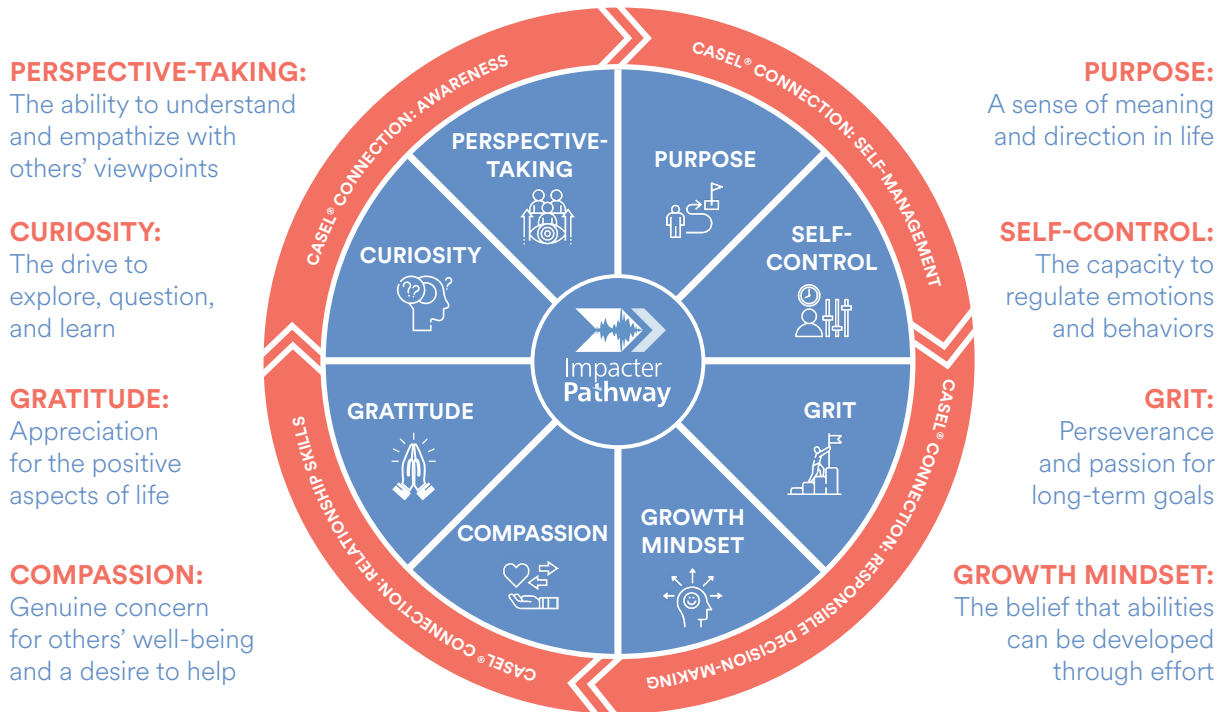 PERSPECTIVE-TAKING:
The ability to understand
and empathize with
others’ viewpoints
CURIOSITY:
The drive to
explore, question,
and learn
GRATITUDE:
Appreciation
for the positive
aspects of life
COMPASSION:
Genuine concern
for others’ well-being
and a desire to help
CASEL® CONNECTION: AWARENESS
CASEL® CONNECTION: SELF-MANAGEMENT
CASEL® CONNECTION: RESPONSIBLE DECISION-MAKING
CASEL® CONNECTION: RELATIONSHIP SKILLS
PERSPECTIVE-
TAKING
PURPOSE
SELF-
CONTROL
GRIT
GROWTH
MINDSET
COMPASSION
GRATITUDE
CURIOSITY
??
?
Impacter
Pathway
PURPOSE:
A sense of meaning
and direction in life
SELF-CONTROL:
The capacity to
regulate emotions
and behaviors
GRIT:
Perseverance
and passion for
long-term goals
GROWTH MINDSET:
The belief that abilities
can be developed
through effort